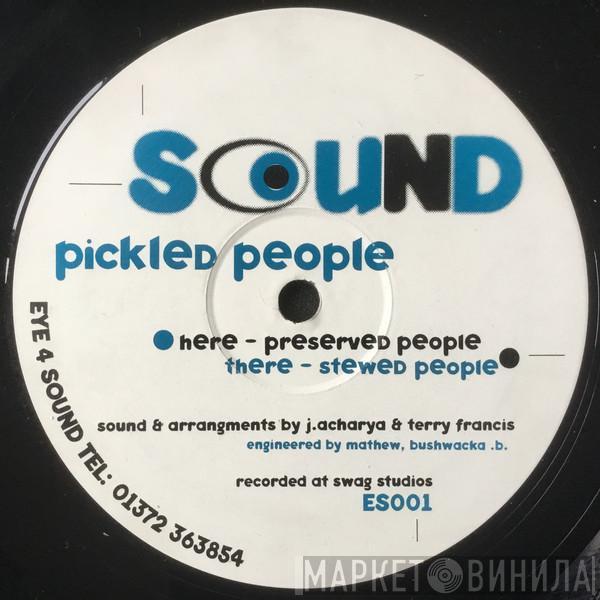 SOUND
pickled people
here - preserved people
there - stewed people
sound & arrangments by j.acharya & terry francis
engineered by mathew, bushwacka .b.
recorded at swag studios
ES001
EYE 4 SOUND TEL: 01372 363854
МАРКЕТ ВИНИЛА